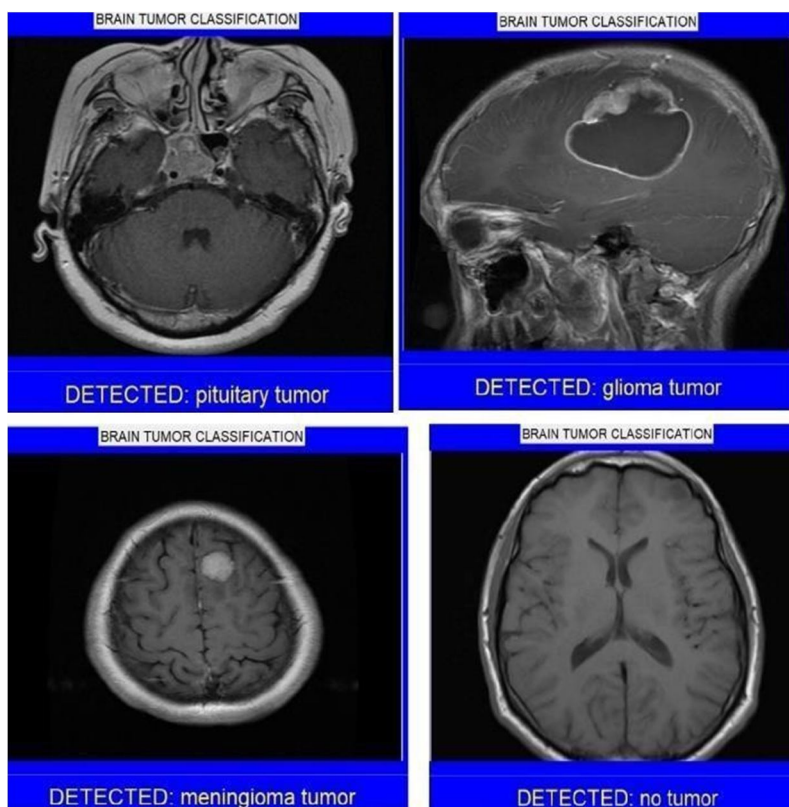 BRAIN TUMOR CLASSIFICATION
DETECTED: pituitary tumor
BRAIN TUMOR CLASSIFICATION
DETECTED: glioma tumor
BRAIN TUMOR CLASSIFICATION
DETECTED: meningioma tumor
BRAIN TUMOR CLASSIFICATION
DETECTED: no tumor